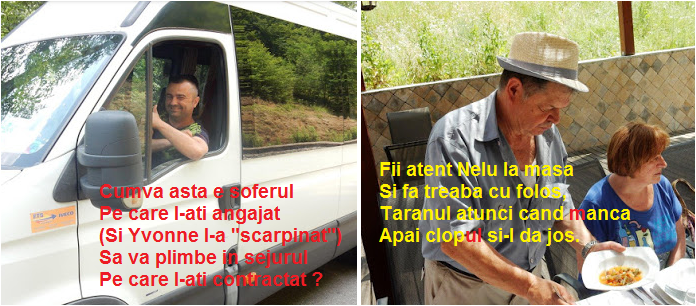 Cumva asta e soferul
Pe care l-ati angajat
(Si Yvonne l-a "scarpinat")
Sa va plimbe in sejurul
Pe care l-ati contractat ?
Fii atent Nelu la masa
Si fa treaba cu folos,
Taranul atunci cand manca
Apai clopul si-l da jos.